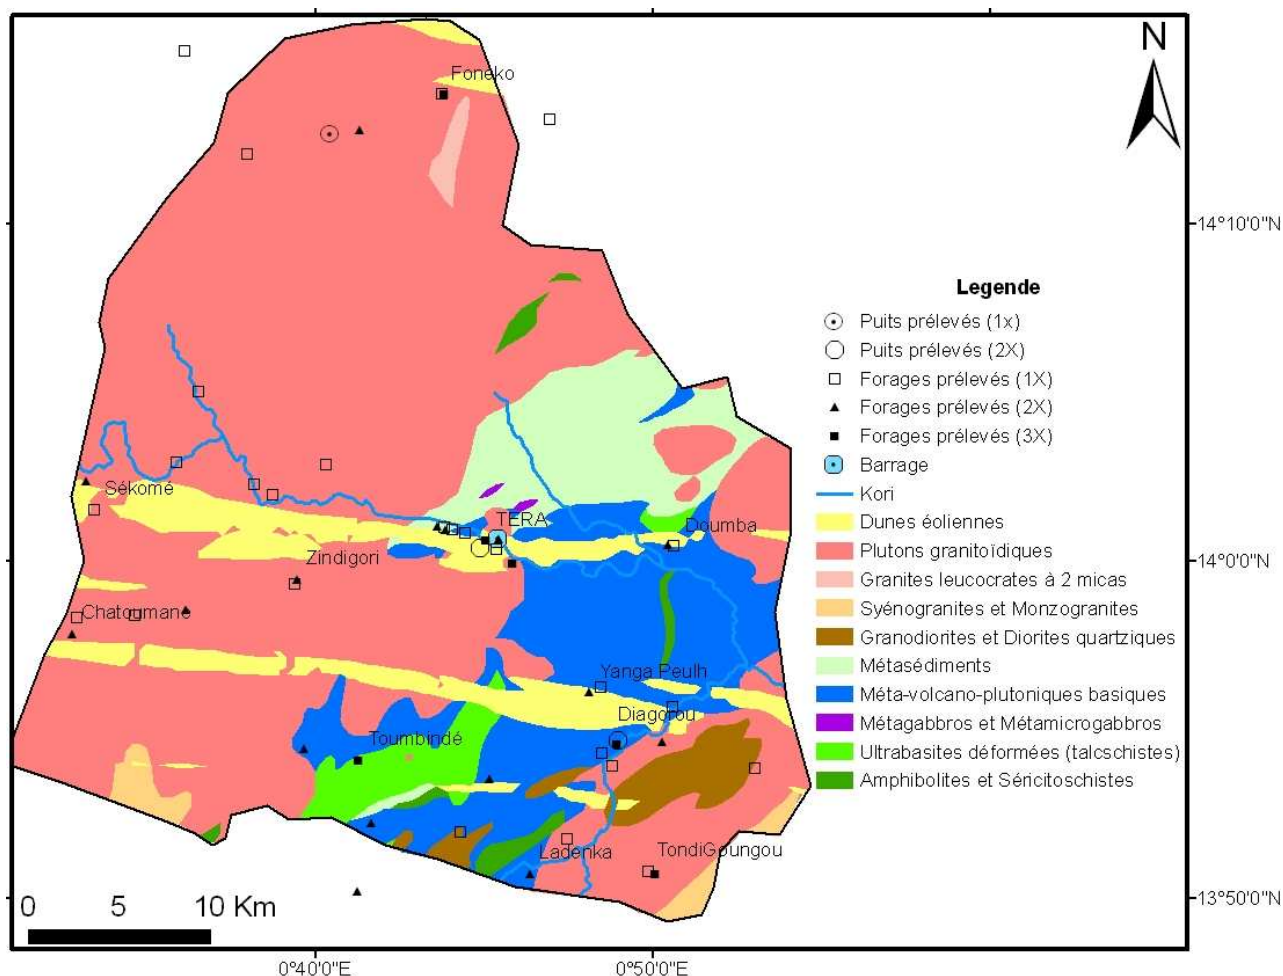 N
Foneko
14°10'0"N
Legende
Puits prélevés (1x)
Puits prélevés (2X)
Forages prélevés (1X)
Forages prélevés (2X)
Forages prélevés (3X)
Barrage
Kori
Dunes éoliennes
Plutons granitoïdiques
Granites leucocrates à 2 micas
Syénogranites et Monzogranites
Granodiorites et Diorites quartziques
Métasédiments
Méta-volcano-plutoniques basiques
Métagabbros et Métamicrogabbros
Ultrabasites déformées (talcschistes)
Amphibolites et Séricitoschistes
Sékomé
TERA
Doumba
Zindigori
14°0'0"N
Chatoumane
Yanga Peulh
Diagorou
Toumbindé
Ladenka
TondiGoungou
13°50'0"N
0 5 10 Km
0°40'0"E
0°50'0"E